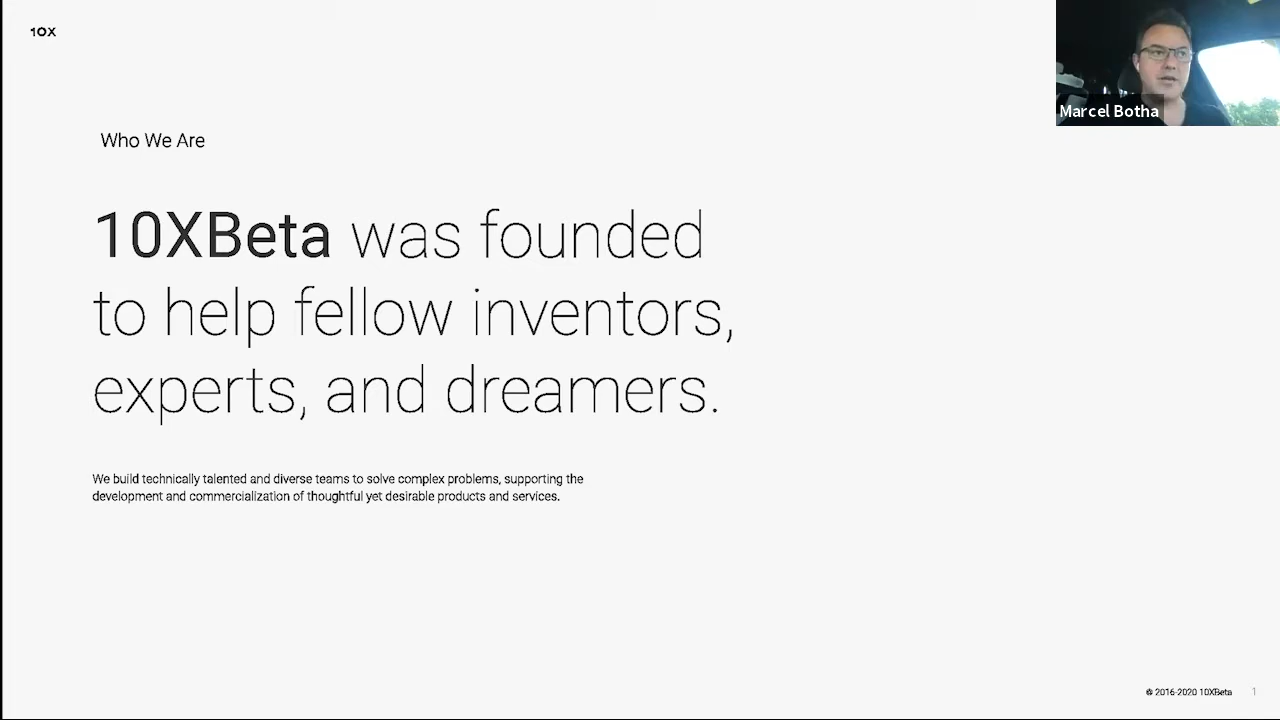 10X
Marcel Botha
Who We Are
10XBeta was founded
to help fellow inventors,
experts, and dreamers.
We build technically talented and diverse teams to solve complex problems, supporting the
development and commercialization of thoughtful yet desirable products and services.
© 2016-2020 10XBeta 1